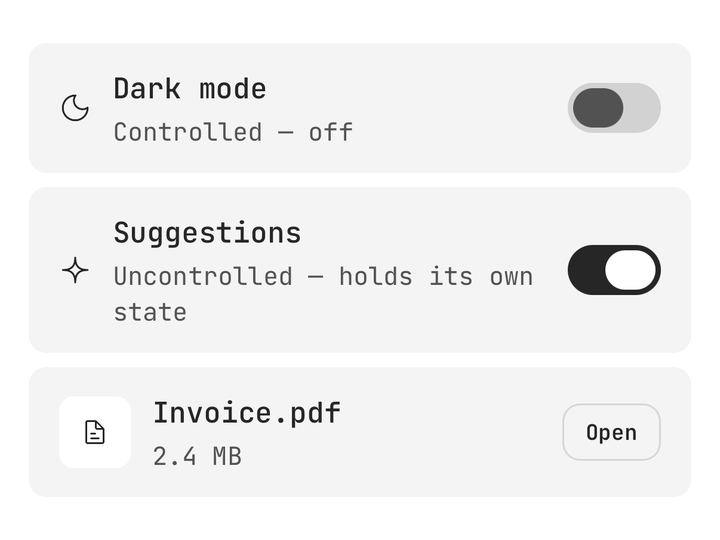 Dark mode
Controlled — off
Suggestions
Uncontrolled — holds its own
state
Invoice.pdf
2.4 MB
Open